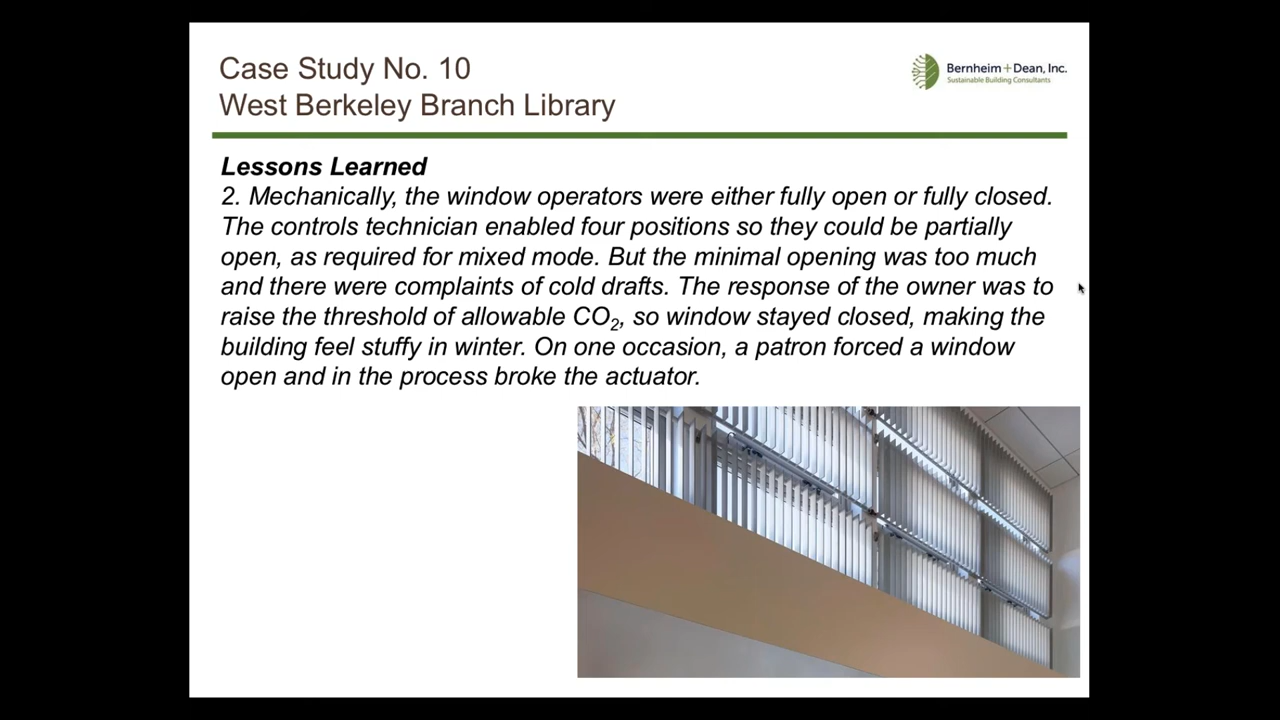 Case Study No. 10
West Berkeley Branch Library
Bernheim+Dean, Inc.
Sustainable Building Consultants
Lessons Learned
2. Mechanically, the window operators were either fully open or fully closed.
The controls technician enabled four positions so they could be partially
open, as required for mixed mode. But the minimal opening was too much
and there were complaints of cold drafts. The response of the owner was to
raise the threshold of allowable CO₂, so window stayed closed, making the
building feel stuffy in winter. On one occasion, a patron forced a window
open and in the process broke the actuator.